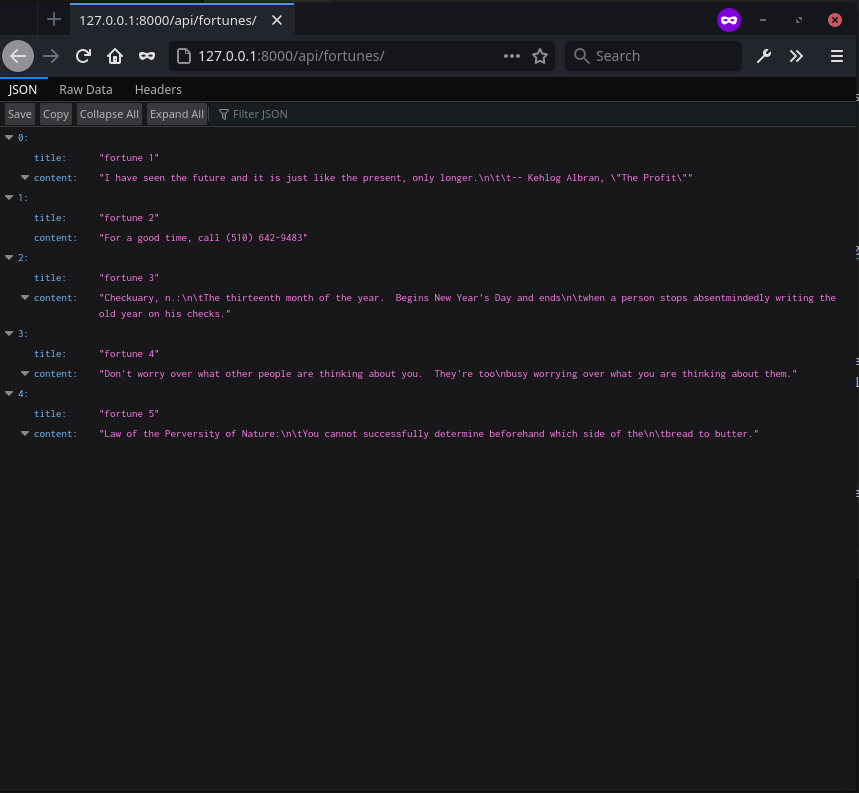 127.0.0.1:8000/api/fortunes/
127.0.0.1:8000/api/fortunes/
Search
JSON Raw Data Headers
Save Copy Collapse All Expand All Filter JSON
0:
title: "fortune 1"
content: "I have seen the future and it is just like the present, only longer.\n\t\t-- Kehlog Albran, \"The Profit\""
1:
title: "fortune 2"
content: "For a good time, call (510) 642-9483"
2:
title: "fortune 3"
content: "Checkuary, n.:\n\tThe thirteenth month of the year.  Begins New Year's Day and ends\n\twhen a person stops absentmindedly writing the
old year on his checks."
3:
title: "fortune 4"
content: "Don't worry over what other people are thinking about you.  They're too\nbusy worrying over what you are thinking about them."
4:
title: "fortune 5"
content: "Law of the Perversity of Nature:\n\tYou cannot successfully determine beforehand which side of the\n\tbread to butter."